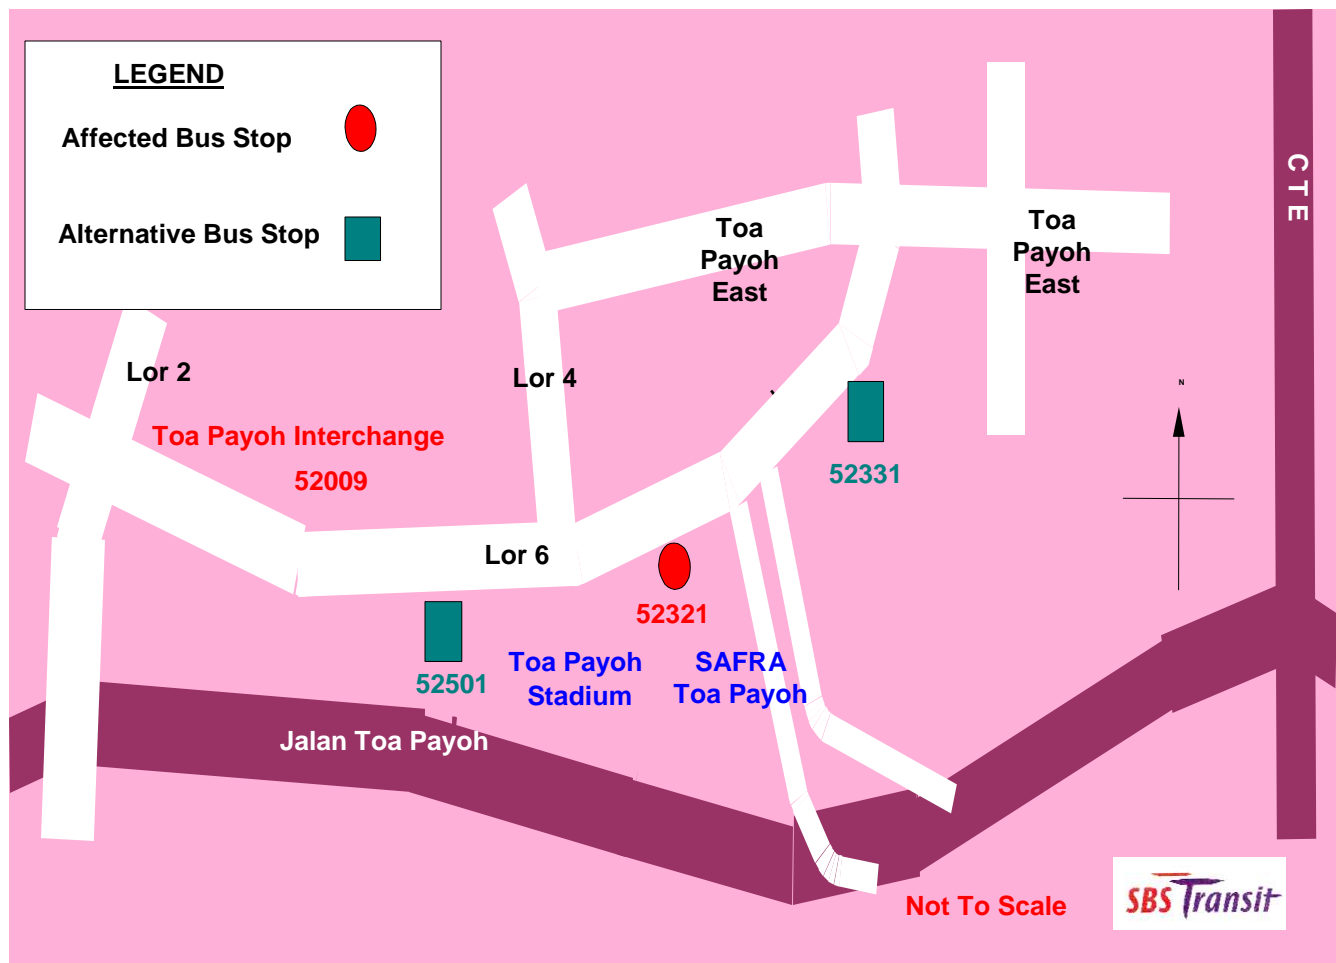 LEGEND
Affected Bus Stop
Alternative Bus Stop
CTE
Toa
Payoh
East
Toa
Payoh
East
Lor 2
Lor 4
N
Toa Payoh Interchange
52009
52331
Lor 6
52321
52501
Toa Payoh
Stadium
SAFRA
Toa Payoh
Jalan Toa Payoh
Not To Scale
SBS Transit